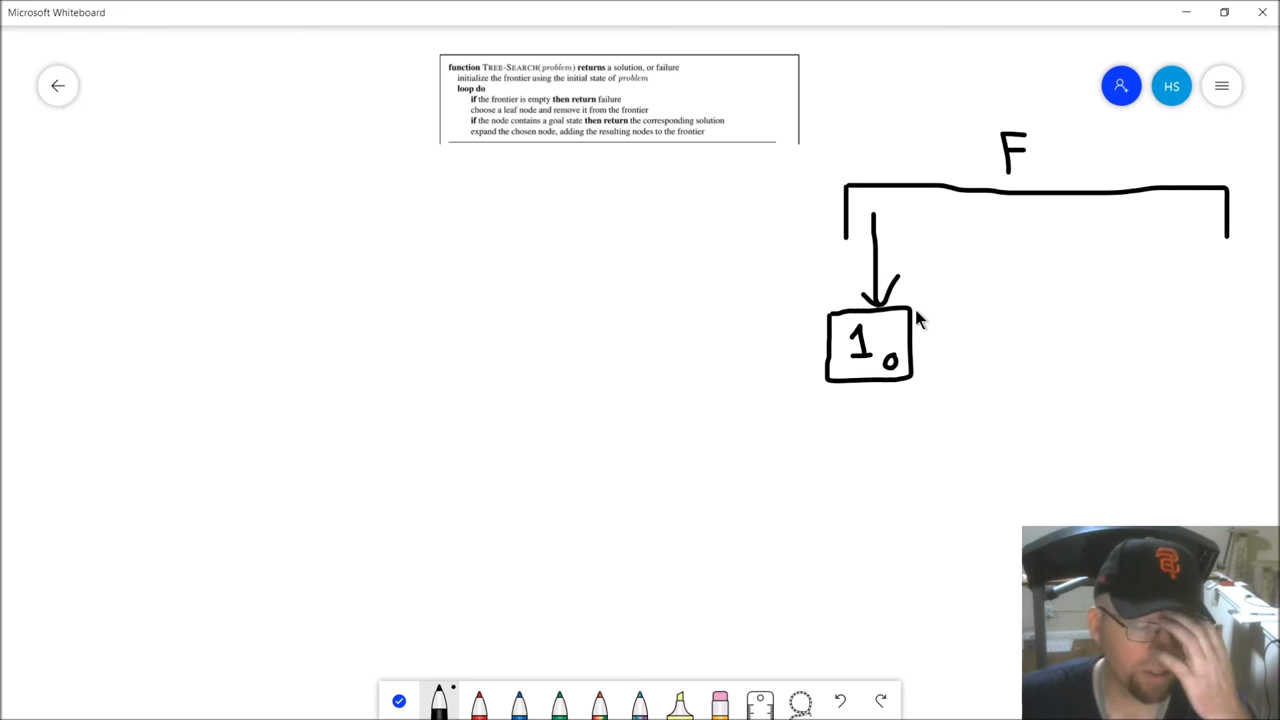 Microsoft Whiteboard
function TREE-SEARCH(problem) returns a solution, or failure
initialize the frontier using the initial state of problem
loop do
if the frontier is empty then return failure
choose a leaf node and remove it from the frontier
if the node contains a goal state then return the corresponding solution
expand the chosen node, adding the resulting nodes to the frontier
HS
F
1 o
SF